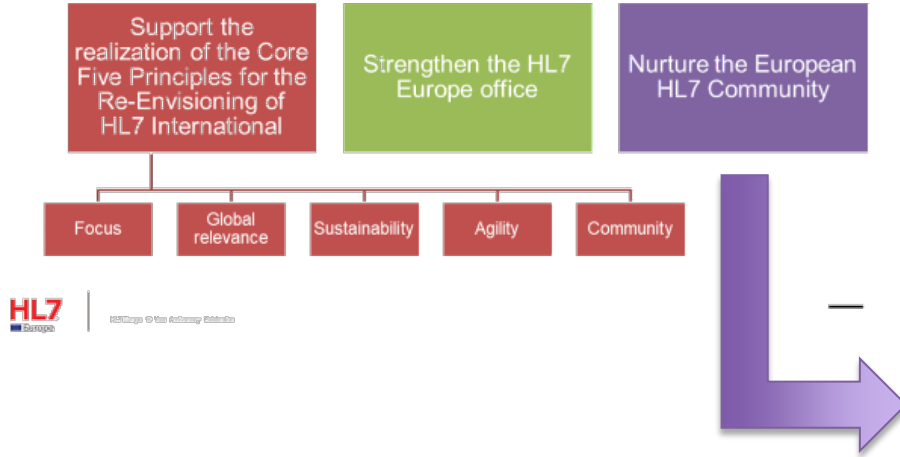 Support the
realization of the Core
Five Principles for the
Re-Envisioning of
HL7 International
Strengthen the HL7
Europe office
Nurture the European
HL7 Community
Focus
Global
relevance
Sustainability
Agility
Community
HL7
Europe